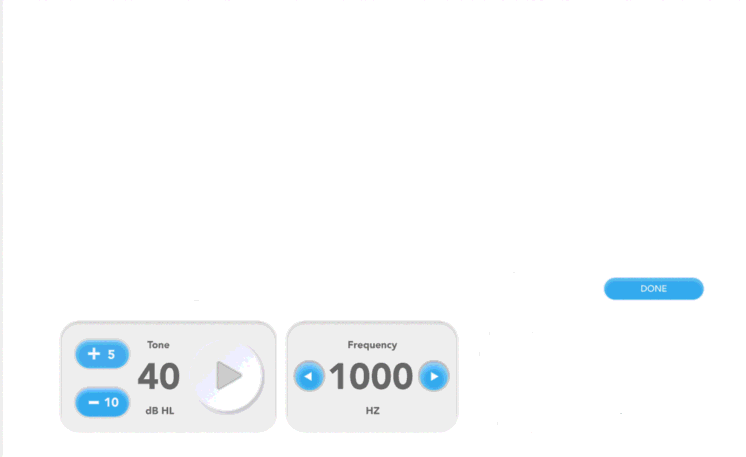 DONE
Tone
+ 5
40
− 10
dB HL
Frequency
1000
HZ